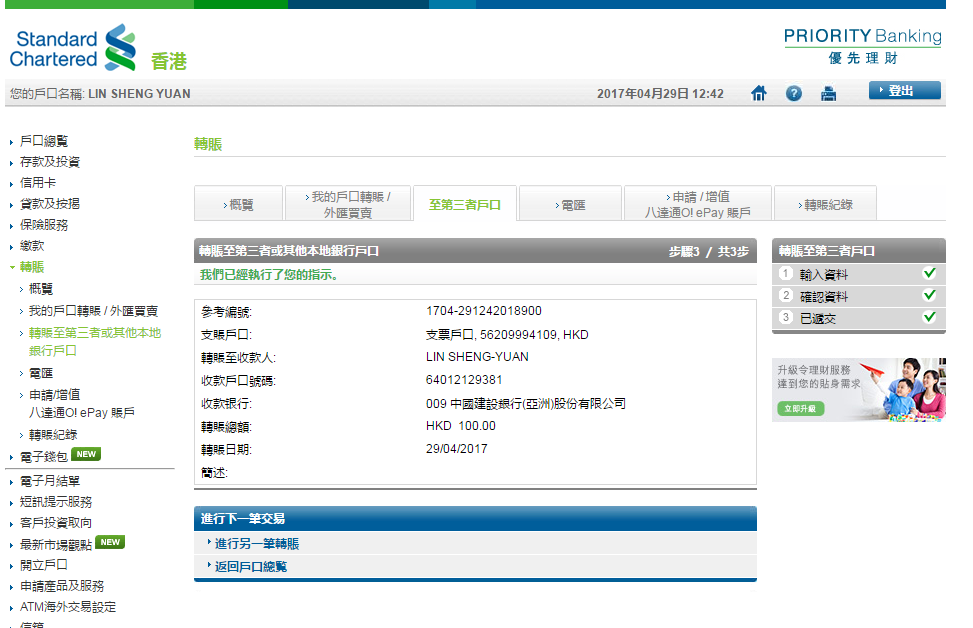 Standard
Chartered
香港
PRIORITY Banking
優先理財
您的戶口名稱: LIN SHENG YUAN
2017年04月29日 12:42
?
登出
戶口總覧
存款及投資
信用卡
貸款及按揭
保險服務
繳款
轉賬
概覽
我的戶口轉賬 / 外匯買賣
轉賬至第三者或其他本地
銀行戶口
電匯
申請/增值
八達通O! ePay 賬戶
轉賬紀錄
電子錢包 NEW
電子月結單
短訊提示服務
客戶投資取向
最新市場觀點 NEW
開立戶口
申請產品及服務
ATM海外交易設定
轉賬
概覽
我的戶口轉賬 /
外匯買賣
至第三者戶口
電匯
申請 /增值
八達通O! ePay 賬戶
轉賬紀錄
轉賬至第三者或其他本地銀行戶口
步驟3 / 共3步
我們已經執行了您的指示。
參考編號: 1704-291242018900
支賬戶口: 支票戶口, 56209994109, HKD
轉賬至收款人: LIN SHENG-YUAN
收款戶口號碼: 64012129381
收款银行: 009 中國建設銀行(亞洲)股份有限公司
轉賬總額: HKD 100.00
轉賬日期: 29/04/2017
簡述:
進行下一筆交易
進行另一筆轉賬
返回戶口總覧
轉賬至第三者戶口
1 輸入資料
2 確認資料
3 已遞交
升級令理財服務
達到您的貼身需求
立即升級